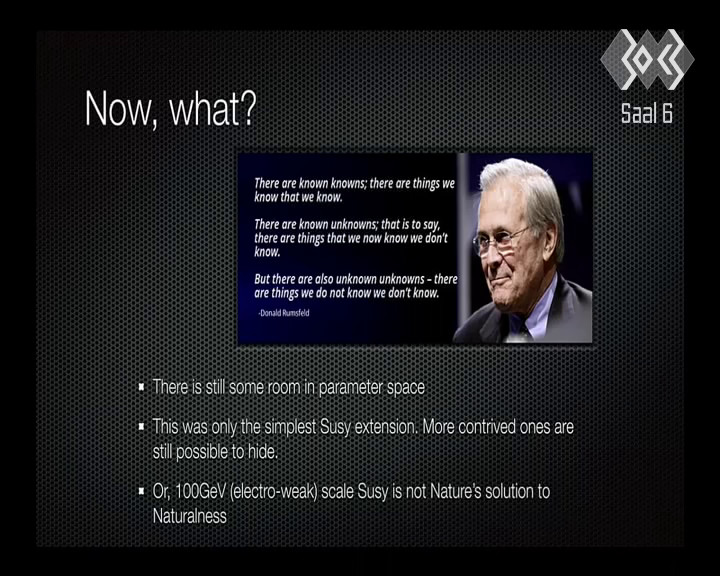 Saal 6
Now, what?
There are known knowns; there are things we
know that we know.
There are known unknowns; that is to say,
there are things that we now know we don't
know.
But there are also unknown unknowns – there
are things we do not know we don't know.
-Donald Rumsfeld
There is still some room in parameter space
This was only the simplest Susy extension. More contrived ones are
still possible to hide.
Or, 100GeV (electro-weak) scale Susy is not Nature's solution to
Naturalness